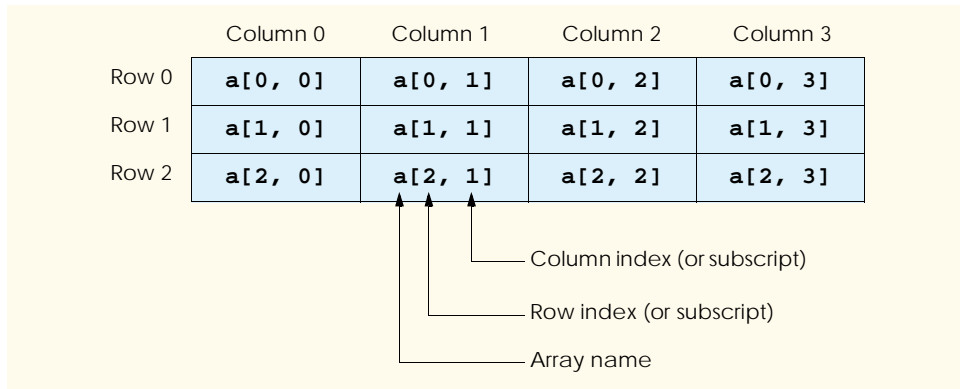 Column 0 Column 1 Column 2 Column 3
Row 0 a[0, 0] a[0, 1] a[0, 2] a[0, 3]
Row 1 a[1, 0] a[1, 1] a[1, 2] a[1, 3]
Row 2 a[2, 0] a[2, 1] a[2, 2] a[2, 3]
Column index (or subscript)
Row index (or subscript)
Array name